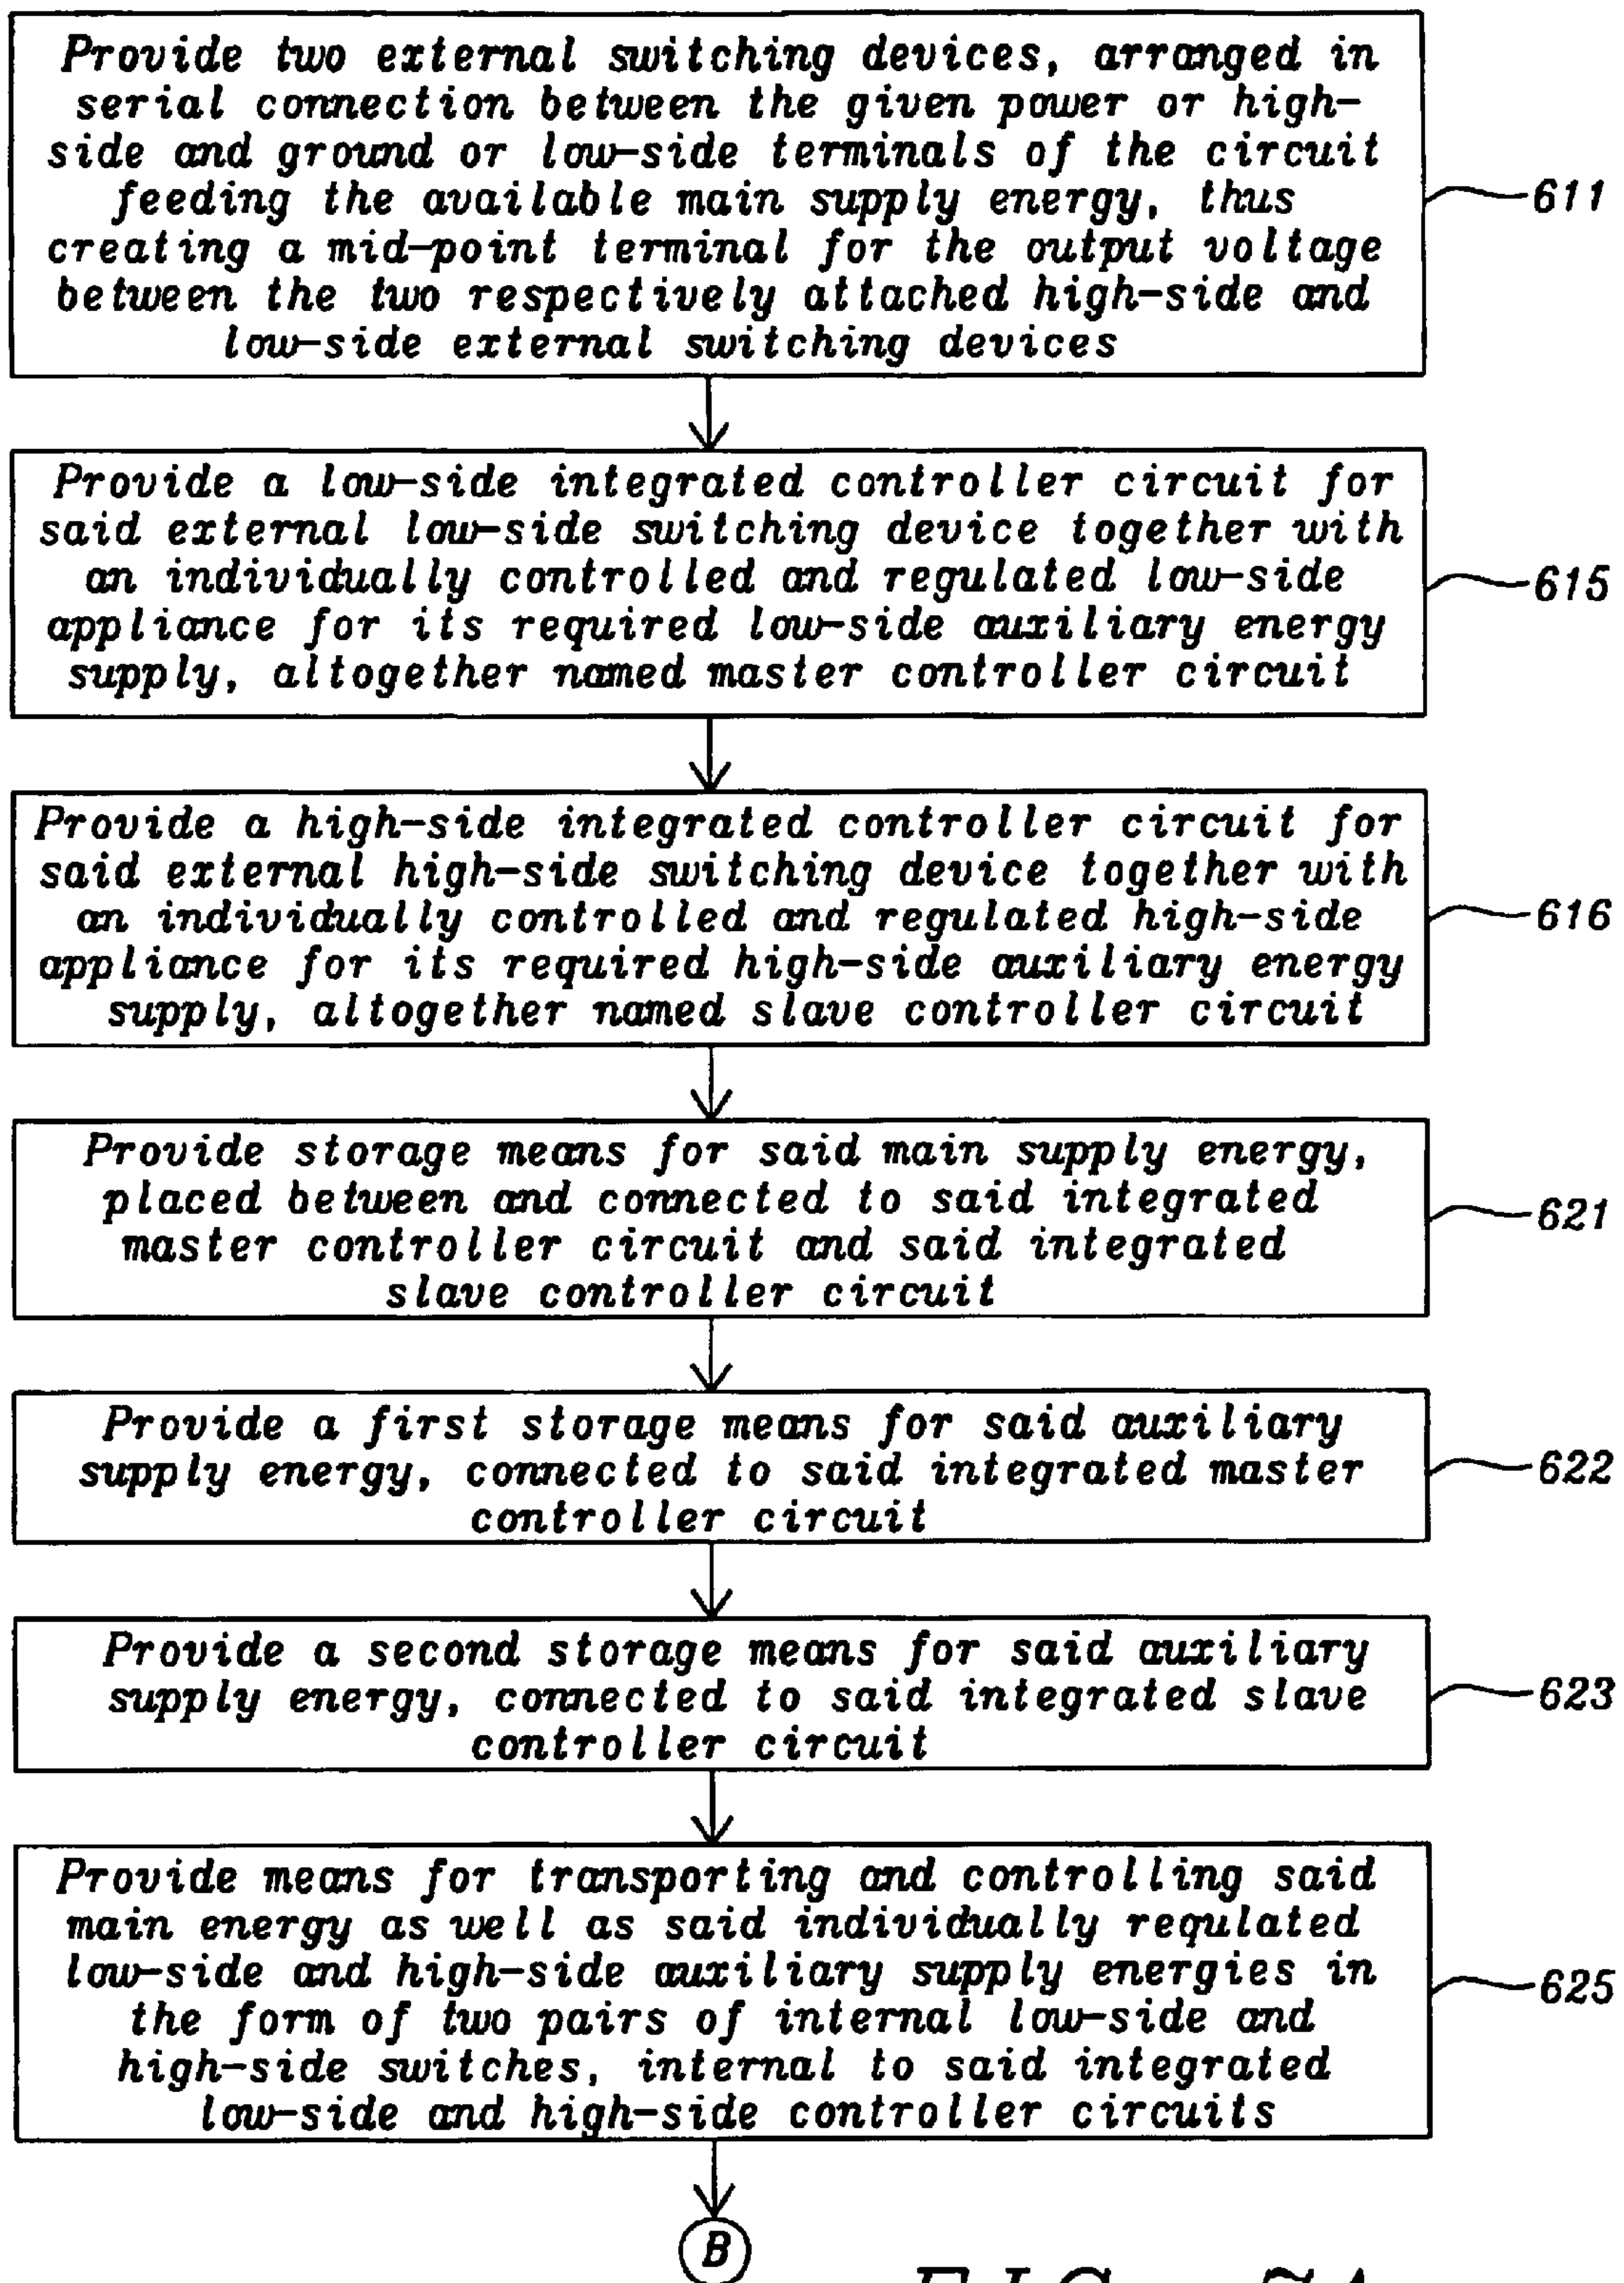 Provide two external switching devices, arranged in
serial connection between the given power or high-
side and ground or low-side terminals of the circuit
feeding the available main supply energy, thus
creating a mid-point terminal for the output voltage
between the two respectively attached high-side and
low-side external switching devices
611
Provide a low-side integrated controller circuit for
said external low-side switching device together with
an individually controlled and regulated low-side
appliance for its required low-side auxiliary energy
supply, altogether named master controller circuit
615
Provide a high-side integrated controller circuit for
said external high-side switching device together with
an individually controlled and regulated high-side
appliance for its required high-side auxiliary energy
supply, altogether named slave controller circuit
616
Provide storage means for said main supply energy,
placed between and connected to said integrated
master controller circuit and said integrated
slave controller circuit
621
Provide a first storage means for said auxiliary
supply energy, connected to said integrated master
controller circuit
622
Provide a second storage means for said auxiliary
supply energy, connected to said integrated slave
controller circuit
623
Provide means for transporting and controlling said
main energy as well as said individually regulated
low-side and high-side auxiliary supply energies in
the form of two pairs of internal low-side and
high-side switches, internal to said integrated
low-side and high-side controller circuits
625
B